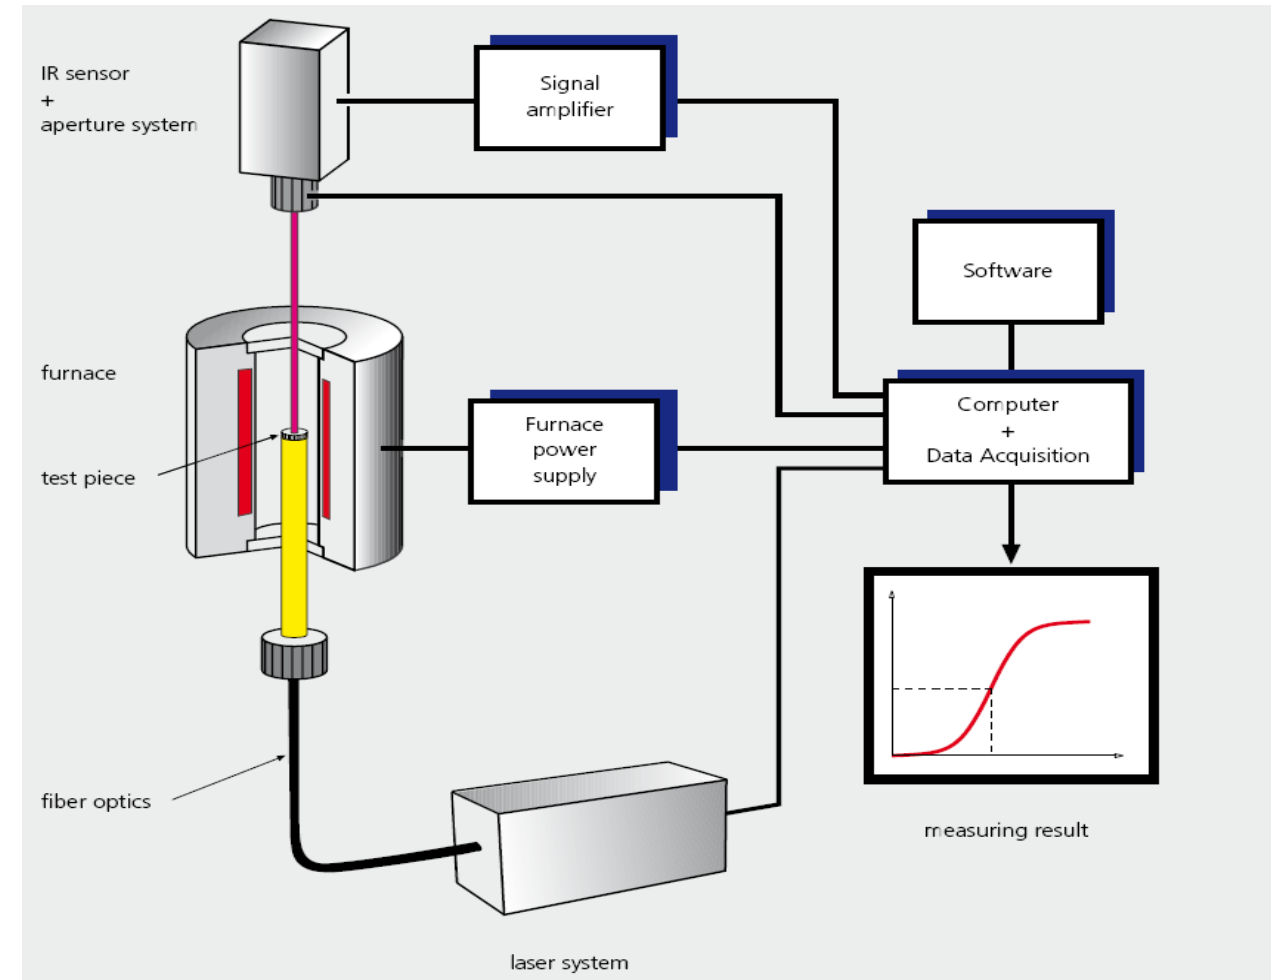 IR sensor
+
aperture system
Signal
amplifier
Software
furnace
Furnace
power
supply
Computer
+
Data Acquisition
test piece
fiber optics
measuring result
laser system